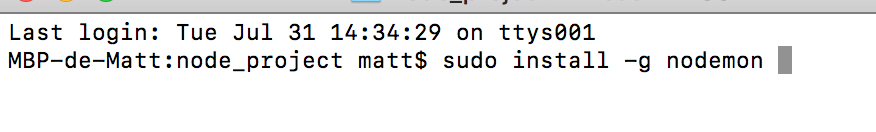 Last login: Tue Jul 31 14:34:29 on ttys001
MBP-de-Matt:node_project matt$ sudo install -g nodemon